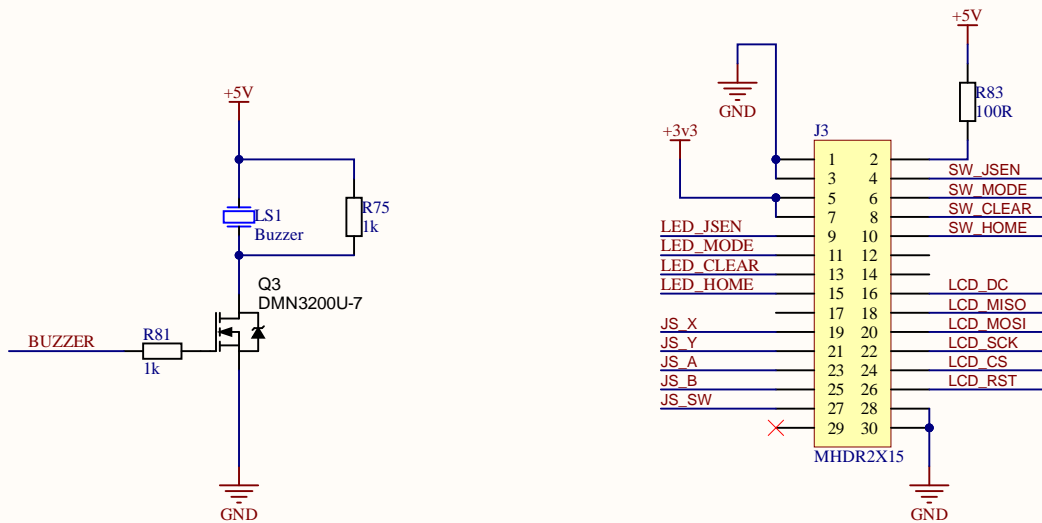 +5V
LS1
Buzzer
R75
1k
Q3
DMN3200U-7
BUZZER
R81
1k
GND
+5V
R83
100R
GND
+3v3
J3
1 2
3 4
5 6
7 8
9 10
11 12
13 14
15 16
17 18
19 20
21 22
23 24
25 26
27 28
29 30
MHDR2X15
LED_JSEN
LED_MODE
LED_CLEAR
LED_HOME
JS_X
JS_Y
JS_A
JS_B
JS_SW
SW_JSEN
SW_MODE
SW_CLEAR
SW_HOME
LCD_DC
LCD_MISO
LCD_MOSI
LCD_SCK
LCD_CS
LCD_RST
GND